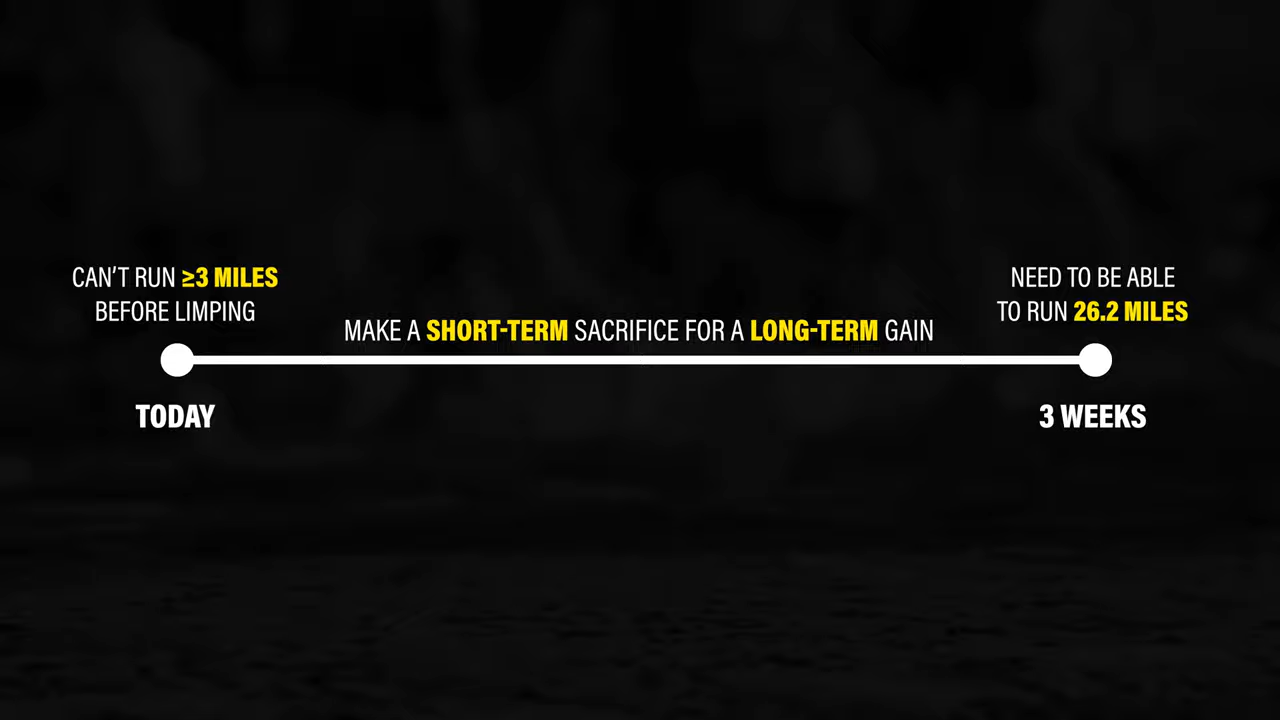 CAN'T RUN ≥3 MILES
BEFORE LIMPING
MAKE A SHORT-TERM SACRIFICE FOR A LONG-TERM GAIN
NEED TO BE ABLE
TO RUN 26.2 MILES
TODAY
3 WEEKS